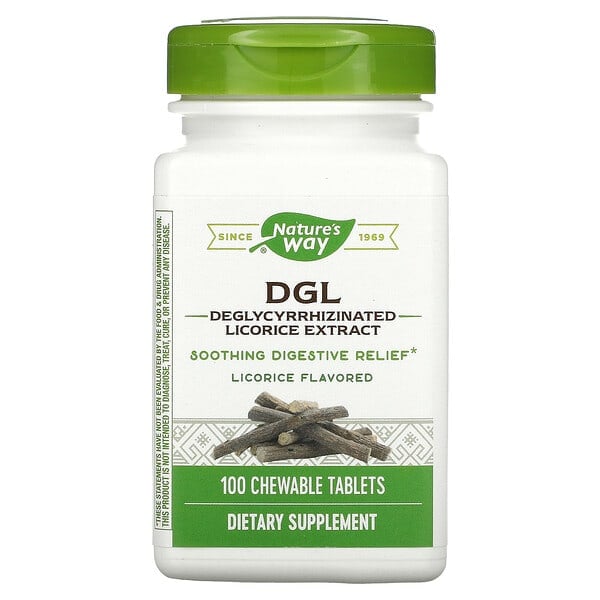 SINCE
Nature's
Way®
1969
DGL
DEGLYCYRRHIZINATED
LICORICE EXTRACT
SOOTHING DIGESTIVE RELIEF*
LICORICE FLAVORED
100 CHEWABLE TABLETS
DIETARY SUPPLEMENT
*THESE STATEMENTS HAVE NOT BEEN EVALUATED BY THE FOOD & DRUG ADMINISTRATION.
THIS PRODUCT IS NOT INTENDED TO DIAGNOSE, TREAT, CURE, OR PREVENT ANY DISEASE.